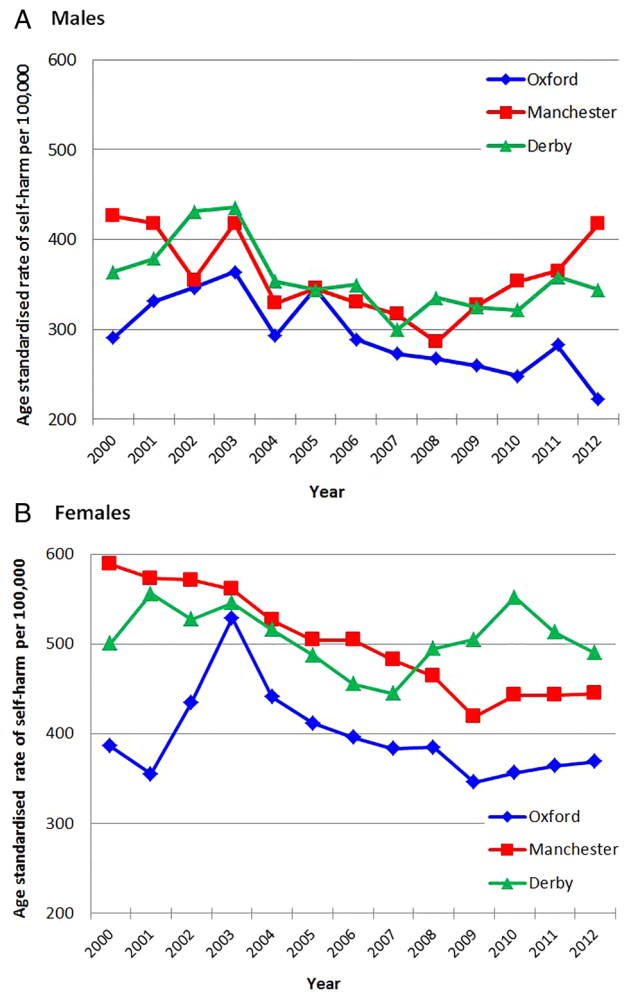 A Males
Age standardised rate of self-harm per 100,000
600
500
400
300
200
Oxford
Manchester
Derby
2000 2001 2002 2003 2004 2005 2006 2007 2008 2009 2010 2011 2012
Year
B Females
Age standardised rate of self-harm per 100,000
600
500
400
300
200
Oxford
Manchester
Derby
2000 2001 2002 2003 2004 2005 2006 2007 2008 2009 2010 2011 2012
Year